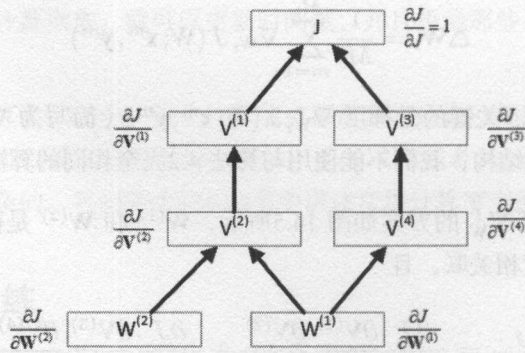 J ∂J/∂J = 1
∂J/∂V^(1) V^(1) V^(3) ∂J/∂V^(3)
∂J/∂V^(2) V^(2) V^(4) ∂J/∂V^(4)
∂J/∂W^(2) W^(2) W^(1) ∂J/∂W^(1)